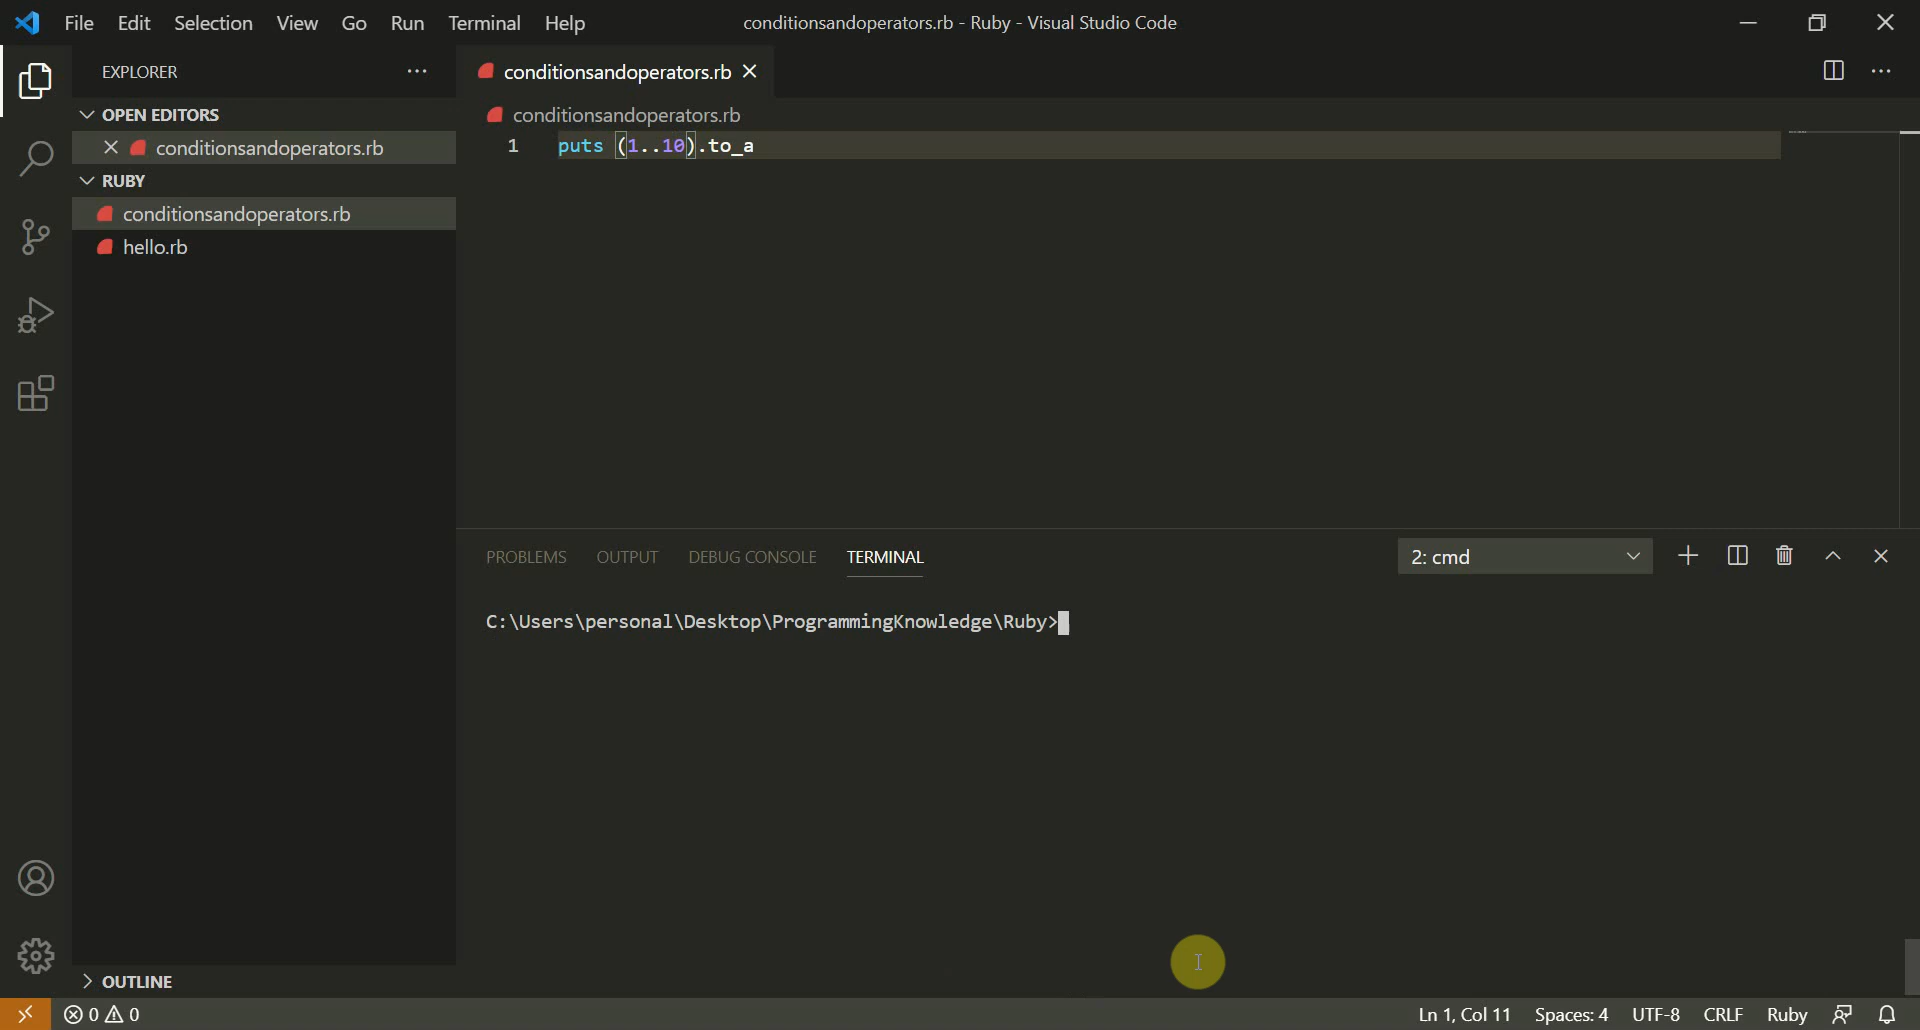 File Edit Selection View Go Run Terminal Help
conditionsandoperators.rb - Ruby - Visual Studio Code
EXPLORER
OPEN EDITORS
conditionsandoperators.rb
RUBY
conditionsandoperators.rb
hello.rb
OUTLINE
conditionsandoperators.rb
conditionsandoperators.rb
1 puts (1..10).to_a
PROBLEMS OUTPUT DEBUG CONSOLE TERMINAL
2: cmd
C:\Users\personal\Desktop\ProgrammingKnowledge\Ruby>
0 0
Ln 1, Col 11 Spaces: 4 UTF-8 CRLF Ruby